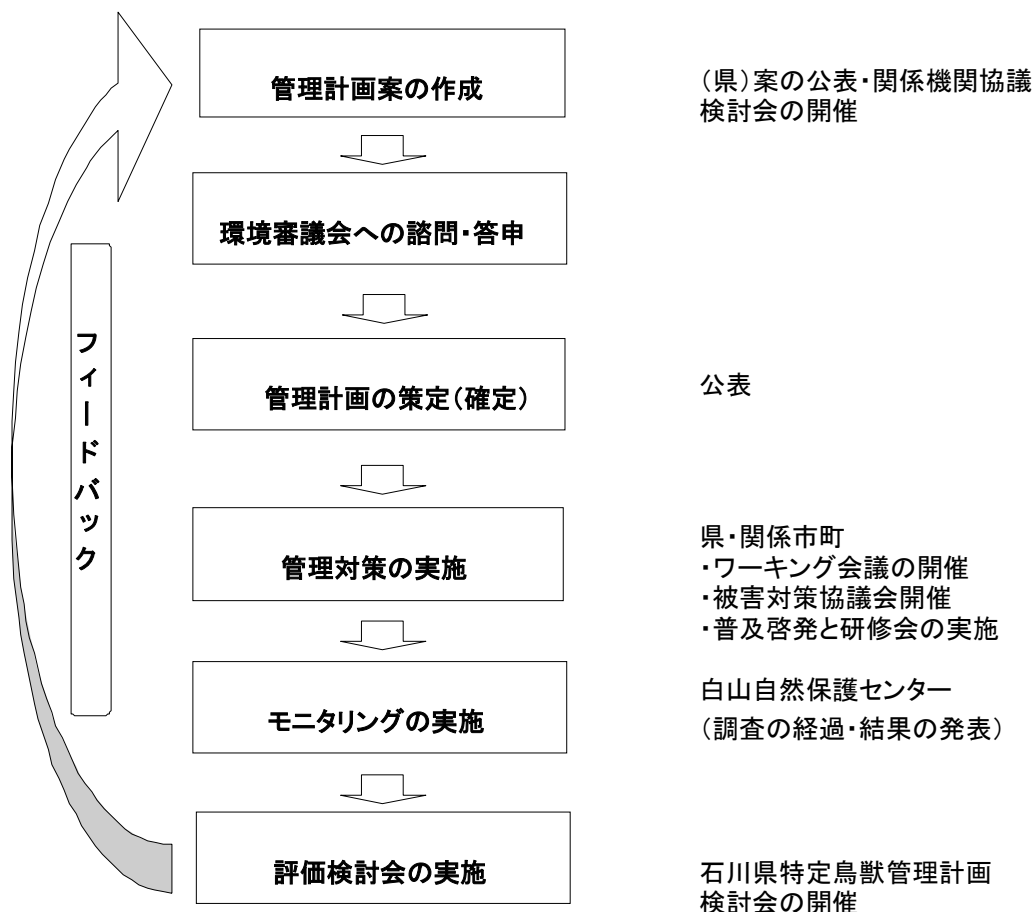 管理計画案の作成
(県)案の公表・関係機関協議
検討会の開催
環境審議会への諮問・答申
フィードバック
管理計画の策定(確定)
公表
管理対策の実施
県・関係市町
・ワーキング会議の開催
・被害対策協議会開催
・普及啓発と研修会の実施
モニタリングの実施
白山自然保護センター
(調査の経過・結果の発表)
評価検討会の実施
石川県特定鳥獣管理計画
検討会の開催